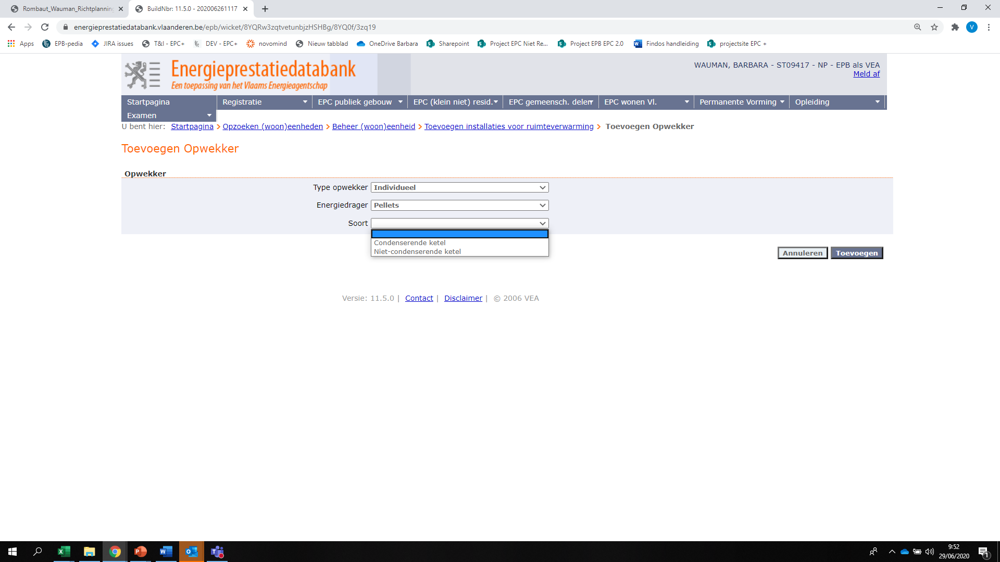 Rombaut_Wauman_Richtplanning
BuildNbr: 11.5.0 - 202006261117
energieprestatiedatabank.vlaanderen.be/epb/wicket/8YQRw3zqtvetunbjzHSHBg/8YQ0f/3zq19
V
Apps EPB-pedia JIRA issues T&I - EPC+ DEV - EPC+ novomind Nieuw tabblad OneDrive Barbara Sharepoint Project EPC Niet Re... Project EPB EPC 2.0 Findos handleiding projectsite EPC +
Energieprestatiedatabank
Een toepassing van het Vlaams Energieagentschap
WAUMAN, BARBARA - ST09417 - NP - EPB als VEA
Meld af
Startpagina Registratie EPC publiek gebouw EPC (klein niet) resid. EPC gemeensch. delen EPC wonen Vl. Permanente Vorming Opleiding
Examen
U bent hier: Startpagina > Opzoeken (woon)eenheden > Beheer (woon)eenheid > Toevoegen installaties voor ruimteverwarming > Toevoegen Opwekker
Toevoegen Opwekker
Opwekker
Type opwekker Individueel
Energiedrager Pellets
Soort
Condenserende ketel
Niet-condenserende ketel
Annuleren Toevoegen
Versie: 11.5.0 | Contact | Disclaimer | © 2006 VEA
9:52
29/06/2020
1